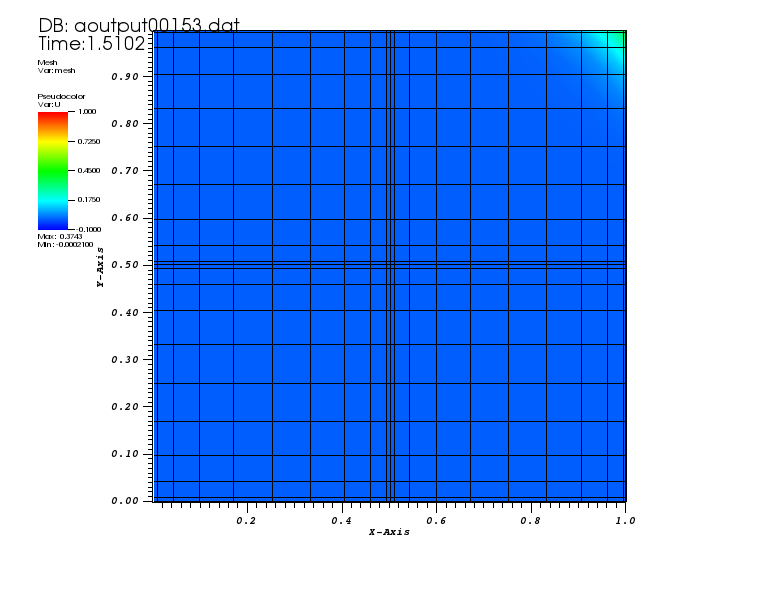 DB: aoutput00153.dat
Time:1.5102
Mesh
Var: mesh
Pseudocolor
Var: U
1.000
0.7250
0.4500
0.1750
-0.1000
Max: 0.3743
Min: -0.0002100
Y-Axis
0.90
0.80
0.70
0.60
0.50
0.40
0.30
0.20
0.10
0.00
0.2 0.4 0.6 0.8 1.0
X-Axis